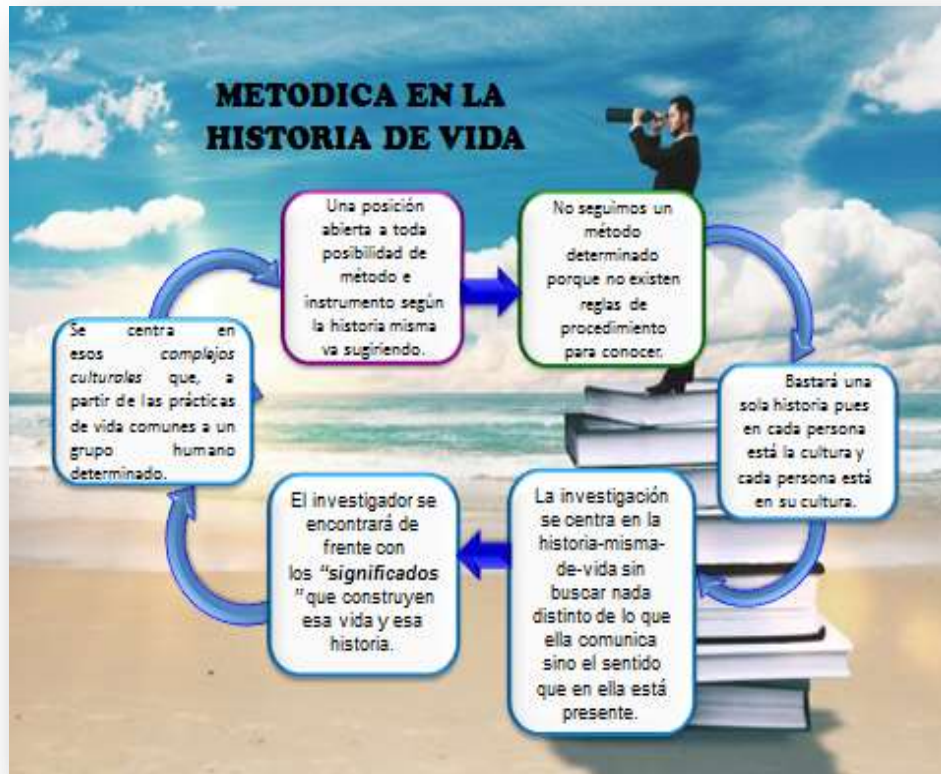 METODICA EN LA
HISTORIA DE VIDA
Una posición
abierta a toda
posibilidad de
método e
instrumento según
la historia misma
va sugiriendo.
No seguimos un
método
determinado
porque no existen
reglas de
procedimiento
para conocer.
Bastará una
sola historia pues
en cada persona
está la cultura y
cada persona está
en su cultura.
La investigación
se centra en la
historia-misma-
de-vida sin
buscar nada
distinto de lo que
ella comunica
sino el sentido
que en ella está
presente.
El investigador se
encontrará de
frente con
los “significados
” que construyen
esa vida y esa
historia.
Se centra en
esos complejos
culturales que, a
partir de las prácticas
de vida comunes a un
grupo humano
determinado.